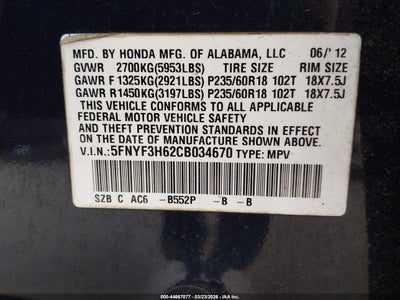 MFD. BY HONDA MFG. OF ALABAMA, LLC 06/'12
GVWR 2700KG(5953LBS) TIRE SIZE RIM SIZE
GAWR F 1325KG(2921LBS) P235/60R18 102T 18X7.5J
GAWR R1450KG(3197LBS) P235/60R18 102T 18X7.5J
THIS VEHICLE CONFORMS TO ALL APPLICABLE
FEDERAL MOTOR VEHICLE SAFETY
STANDARDS IN EFFECT
ON THE DATE OF MANUFACTURE SHOWN ABOVE.
V.I.N.:5FNYF3H62CB034670 TYPE: MPV
SZB C AC6 -B552P -B -B
000-44667077 - 03/23/2026 - IAA Inc.